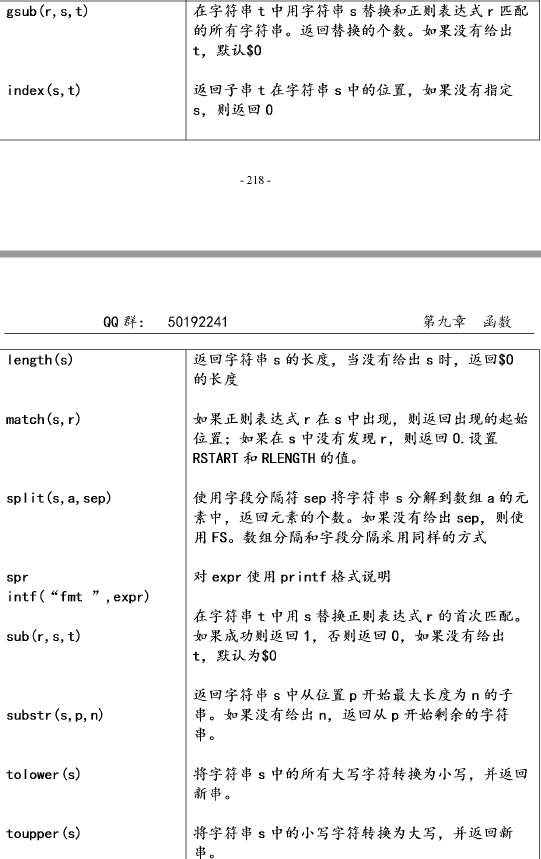 gsub(r,s,t) 在字符串 t 中用字符串 s 替换和正则表达式 r 匹配
的所有字符串。返回替换的个数。如果没有给出
t，默认$0
index(s,t) 返回子串 t 在字符串 s 中的位置，如果没有指定
s，则返回 0
- 218 -
QQ 群： 50192241 第九章 函数
length(s) 返回字符串 s 的长度，当没有给出 s 时，返回$0
的长度
match(s,r) 如果正则表达式 r 在 s 中出现，则返回出现的起始
位置；如果在 s 中没有发现 r，则返回 0.设置
RSTART 和 RLENGTH 的值。
split(s,a,sep) 使用字段分隔符 sep 将字符串 s 分解到数组 a 的元
素中，返回元素的个数。如果没有给出 sep，则使
用 FS。数组分隔和字段分隔采用同样的方式
spr 对 expr 使用 printf 格式说明
intf(“fmt ”,expr)
在字符串 t 中用 s 替换正则表达式 r 的首次匹配。
sub(r,s,t) 如果成功则返回 1，否则返回 0，如果没有给出
t，默认为$0
返回字符串 s 中从位置 p 开始最大长度为 n 的子
substr(s,p,n) 串。如果没有给出 n，返回从 p 开始剩余的字符
串。
tolower(s) 将字符串 s 中的所有大写字符转换为小写，并返回
新串。
toupper(s) 将字符串 s 中的小写字符转换为大写，并返回新
串。